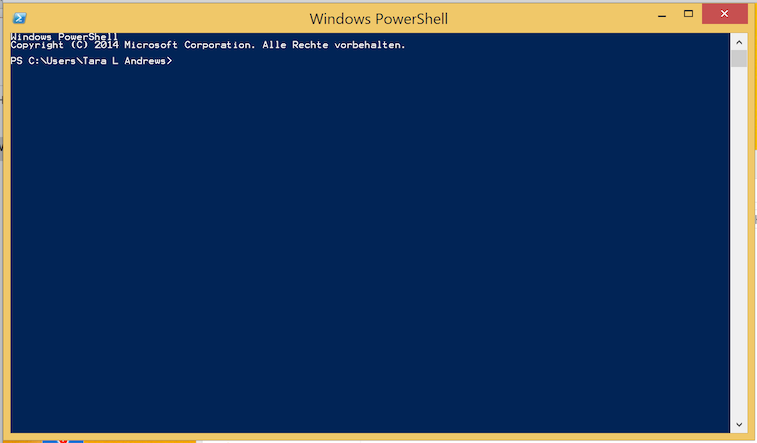 Windows PowerShell
Windows PowerShell
Copyright (C) 2014 Microsoft Corporation. Alle Rechte vorbehalten.
PS C:\Users\Tara L Andrews>